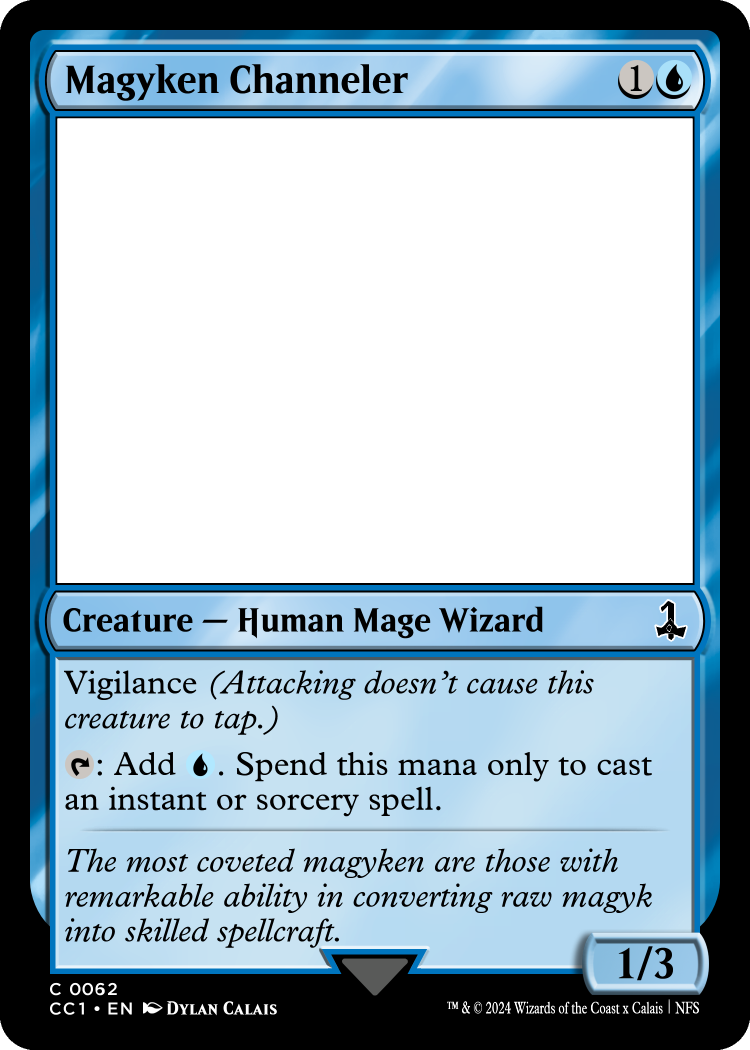 Magyken Channeler 1
Creature — Human Mage Wizard
Vigilance (Attacking doesn't cause this
creature to tap.)
: Add . Spend this mana only to cast
an instant or sorcery spell.
The most coveted magyken are those with
remarkable ability in converting raw magyk
into skilled spellcraft.
1/3
C 0062
CC1 • EN Dylan Calais
™ & © 2024 Wizards of the Coast x Calais | NFS